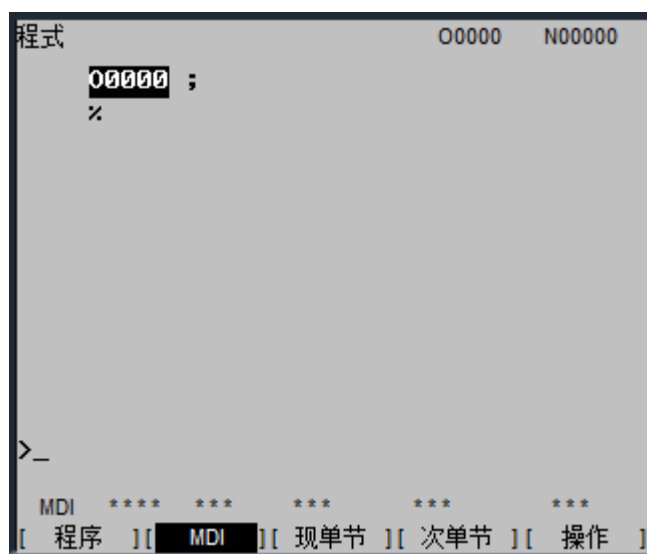 程式 O0000 N00000
O0000 ;
%
>_
MDI **** *** *** *** ***
[ 程序 ][ MDI ][ 现单节 ][ 次单节 ][ 操作 ]